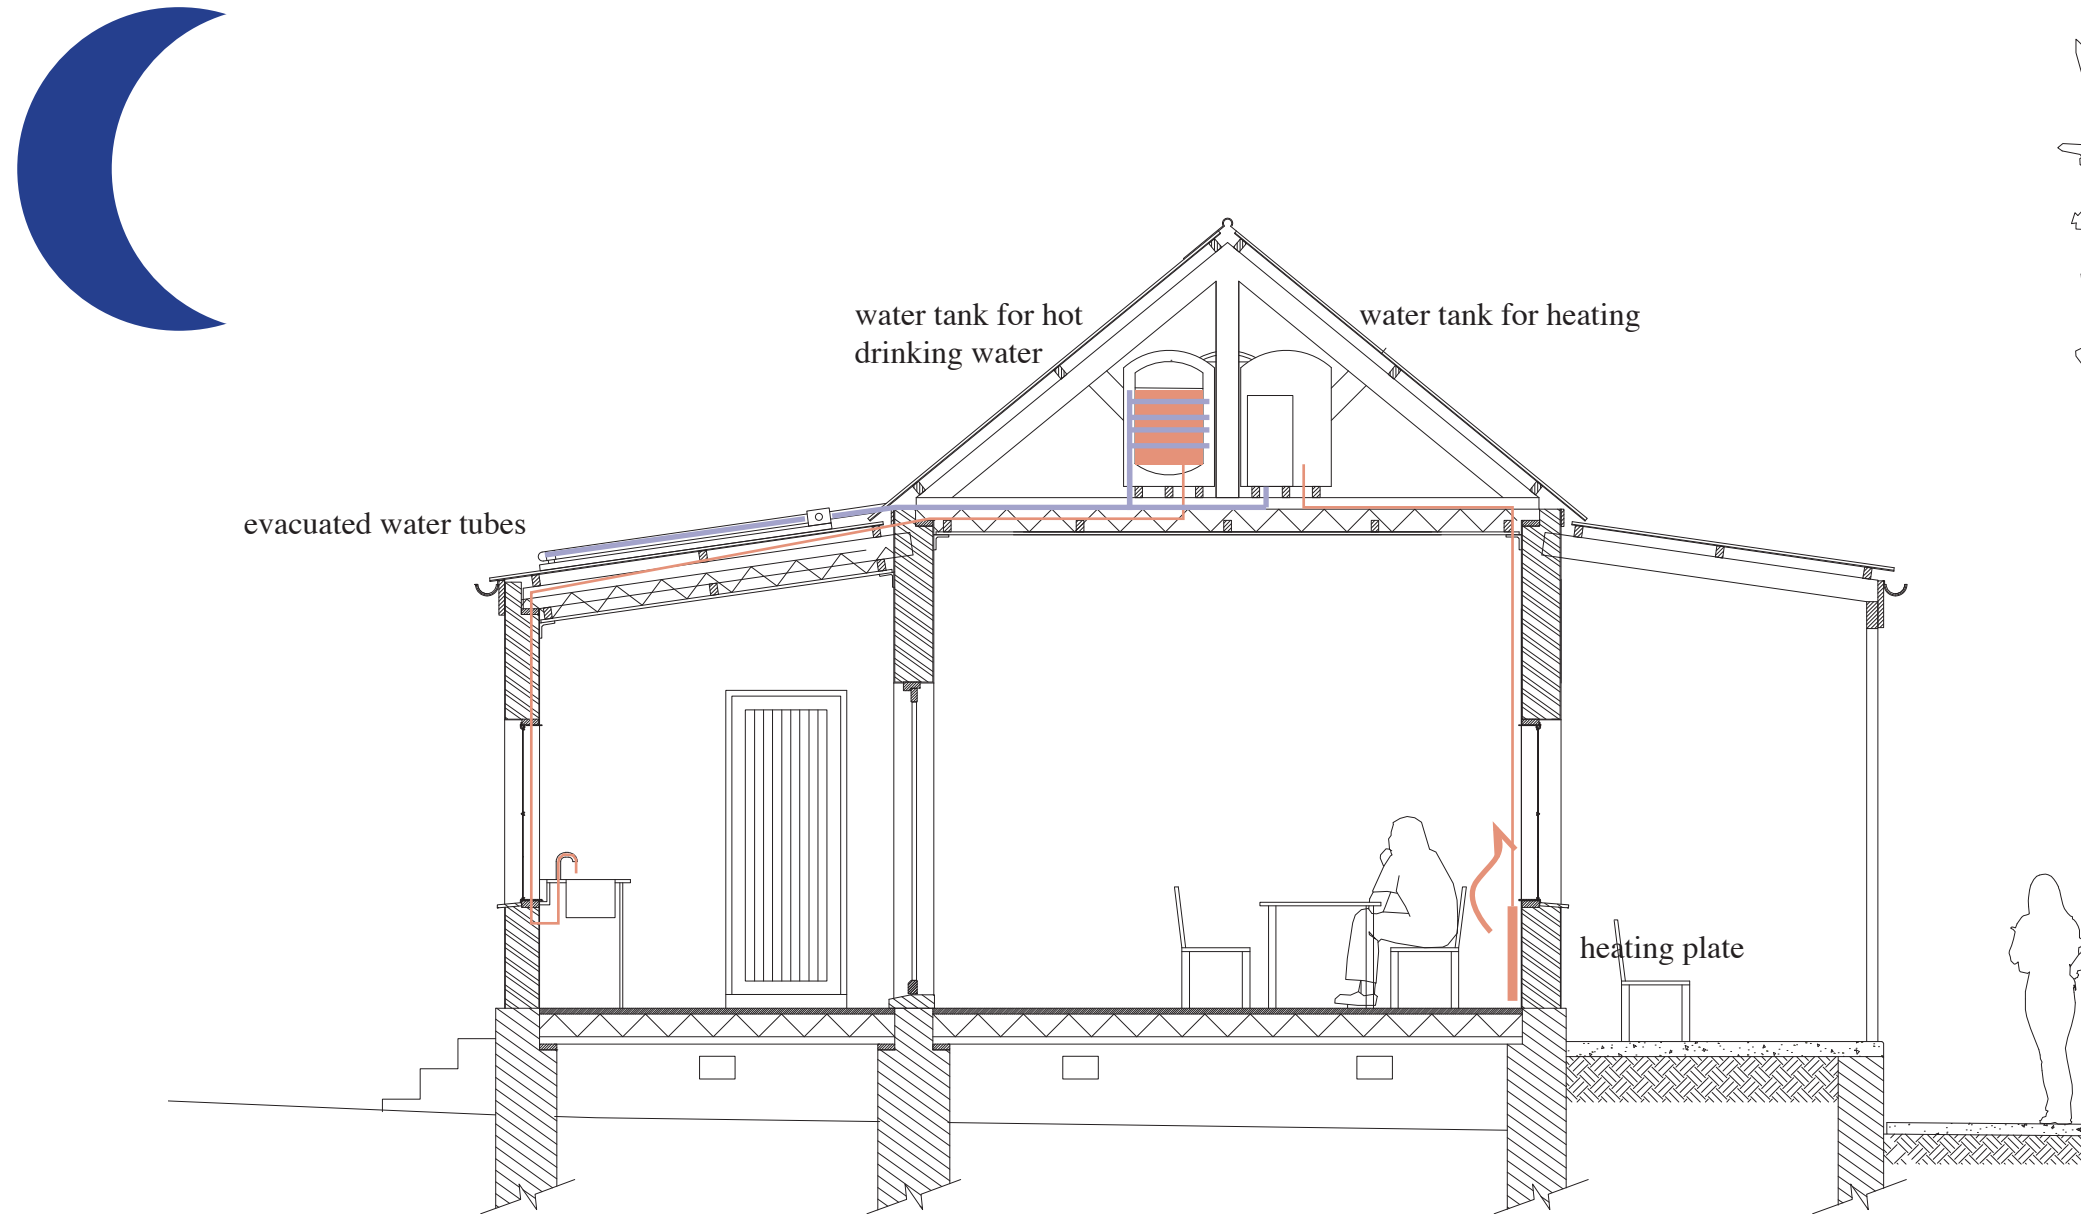 water tank for hot
drinking water
water tank for heating
evacuated water tubes
heating plate